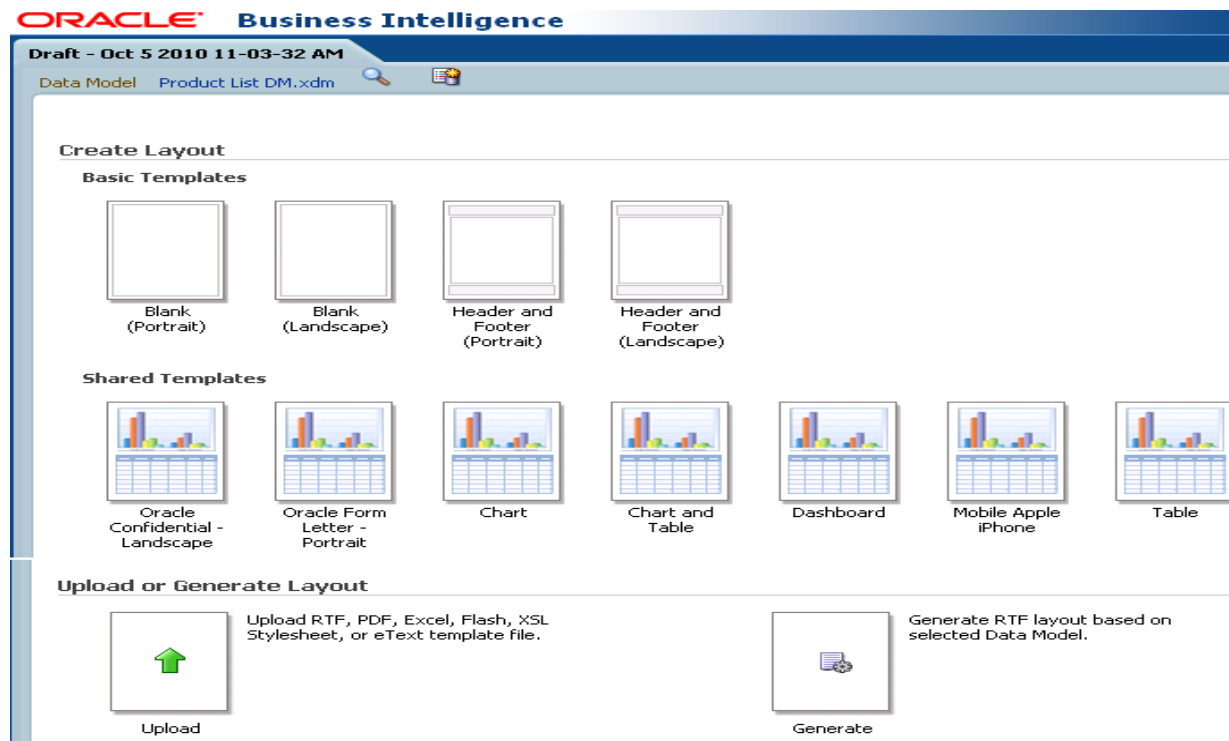 ORACLE Business Intelligence
Draft - Oct 5 2010 11-03-32 AM
Data Model Product List DM.xdm
Create Layout
Basic Templates
Blank
(Portrait)
Blank
(Landscape)
Header and
Footer
(Portrait)
Header and
Footer
(Landscape)
Shared Templates
Oracle
Confidential -
Landscape
Oracle Form
Letter -
Portrait
Chart
Chart and
Table
Dashboard
Mobile Apple
iPhone
Table
Upload or Generate Layout
Upload RTF, PDF, Excel, Flash, XSL
Stylesheet, or eText template file.
Upload
Generate RTF layout based on
selected Data Model.
Generate